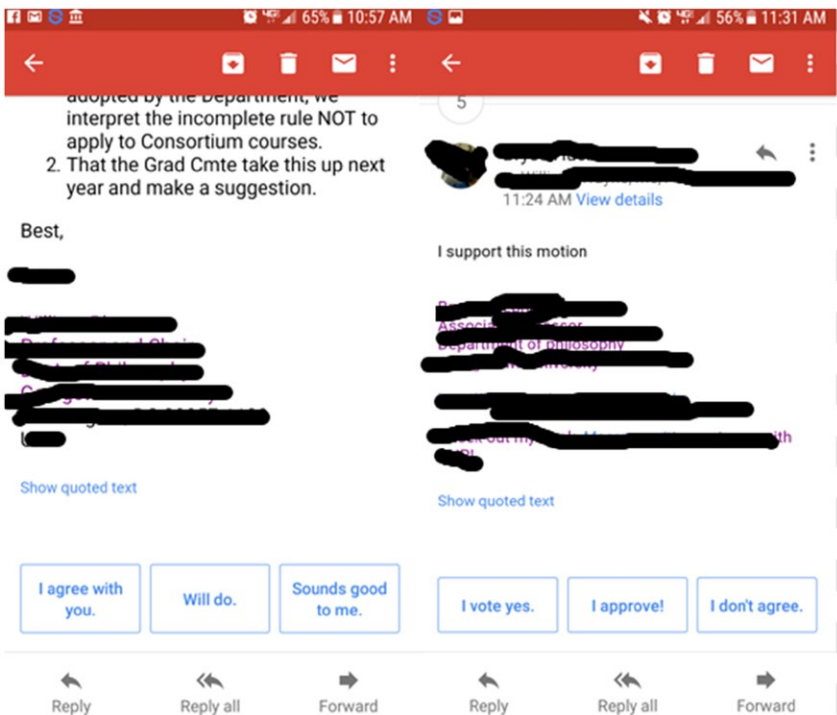 65% 10:57 AM
adopted by the Department, we
interpret the incomplete rule NOT to
apply to Consortium courses.
2. That the Grad Cmte take this up next
year and make a suggestion.
Best,
Show quoted text
I agree with
you.
Will do.
Sounds good
to me.
Reply
Reply all
Forward
56% 11:31 AM
5
11:24 AM View details
I support this motion
Department of philosophy
Show quoted text
I vote yes.
I approve!
I don't agree.
Reply
Reply all
Forward